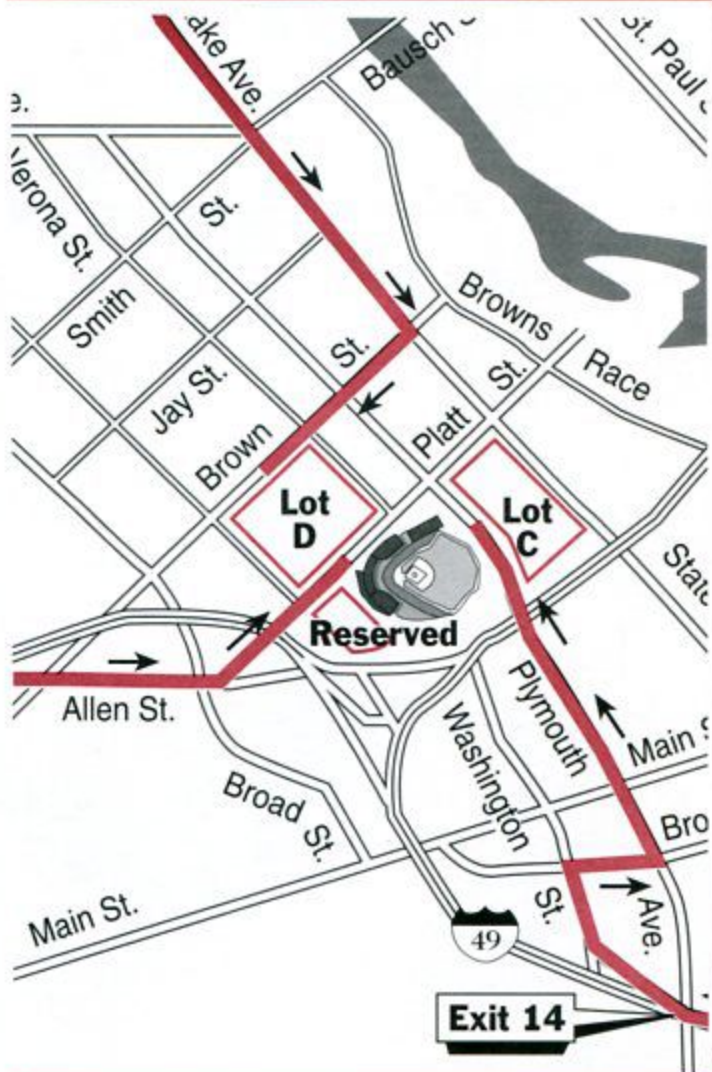 ake Ave.
Bausch
St. Paul
e.
Verona St.
St.
Smith
Browns
Race
St.
St.
Jay St.
Platt
Brown
Lot
D
Lot
C
State
Reserved
Allen St.
Plymouth
Washington
Main
Broad
St.
Bro
Main St.
St.
Ave.
49
Exit 14